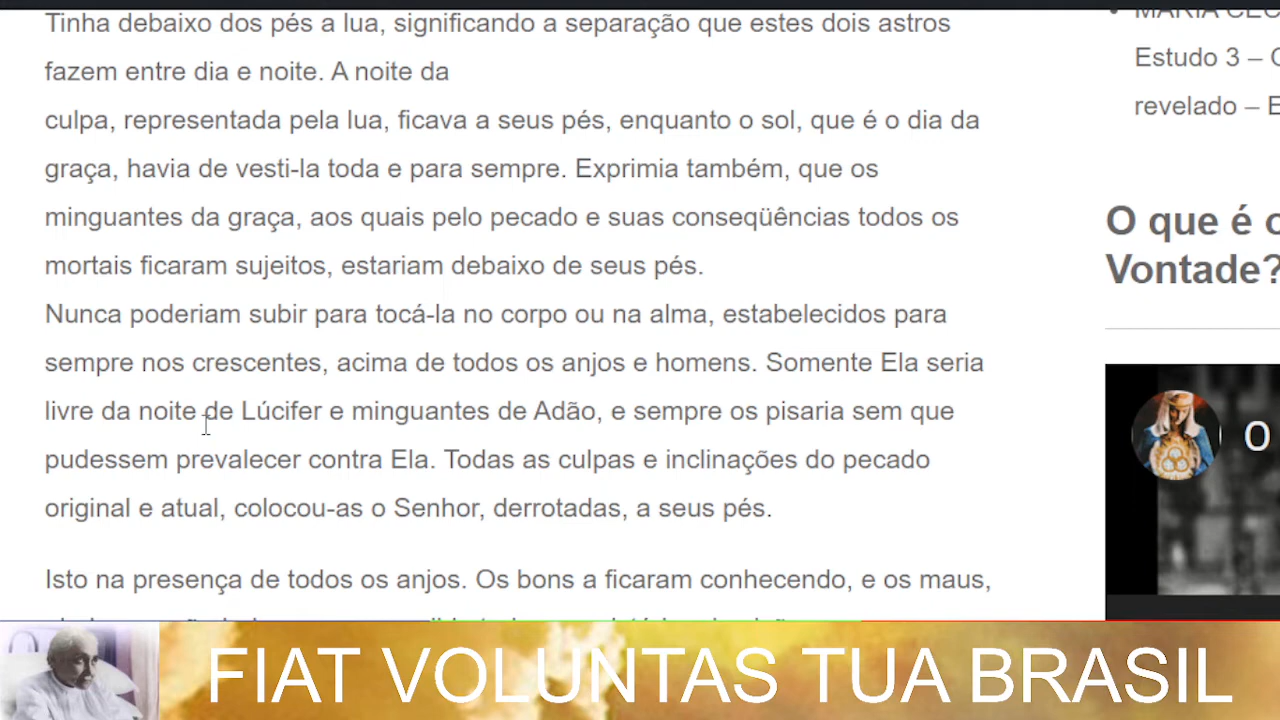 Tinha debaixo dos pés a lua, significando a separação que estes dois astros
fazem entre dia e noite. A noite da
culpa, representada pela lua, ficava a seus pés, enquanto o sol, que é o dia da
graça, havia de vesti-la toda e para sempre. Exprimia também, que os
minguantes da graça, aos quais pelo pecado e suas conseqüências todos os
mortais ficaram sujeitos, estariam debaixo de seus pés.
Nunca poderiam subir para tocá-la no corpo ou na alma, estabelecidos para
sempre nos crescentes, acima de todos os anjos e homens. Somente Ela seria
livre da noite de Lúcifer e minguantes de Adão, e sempre os pisaria sem que
pudessem prevalecer contra Ela. Todas as culpas e inclinações do pecado
original e atual, colocou-as o Senhor, derrotadas, a seus pés.
Isto na presença de todos os anjos. Os bons a ficaram conhecendo, e os maus,
Estudo 3 –
revelado –
O que é
Vontade?
O
FIAT VOLUNTAS TUA BRASIL